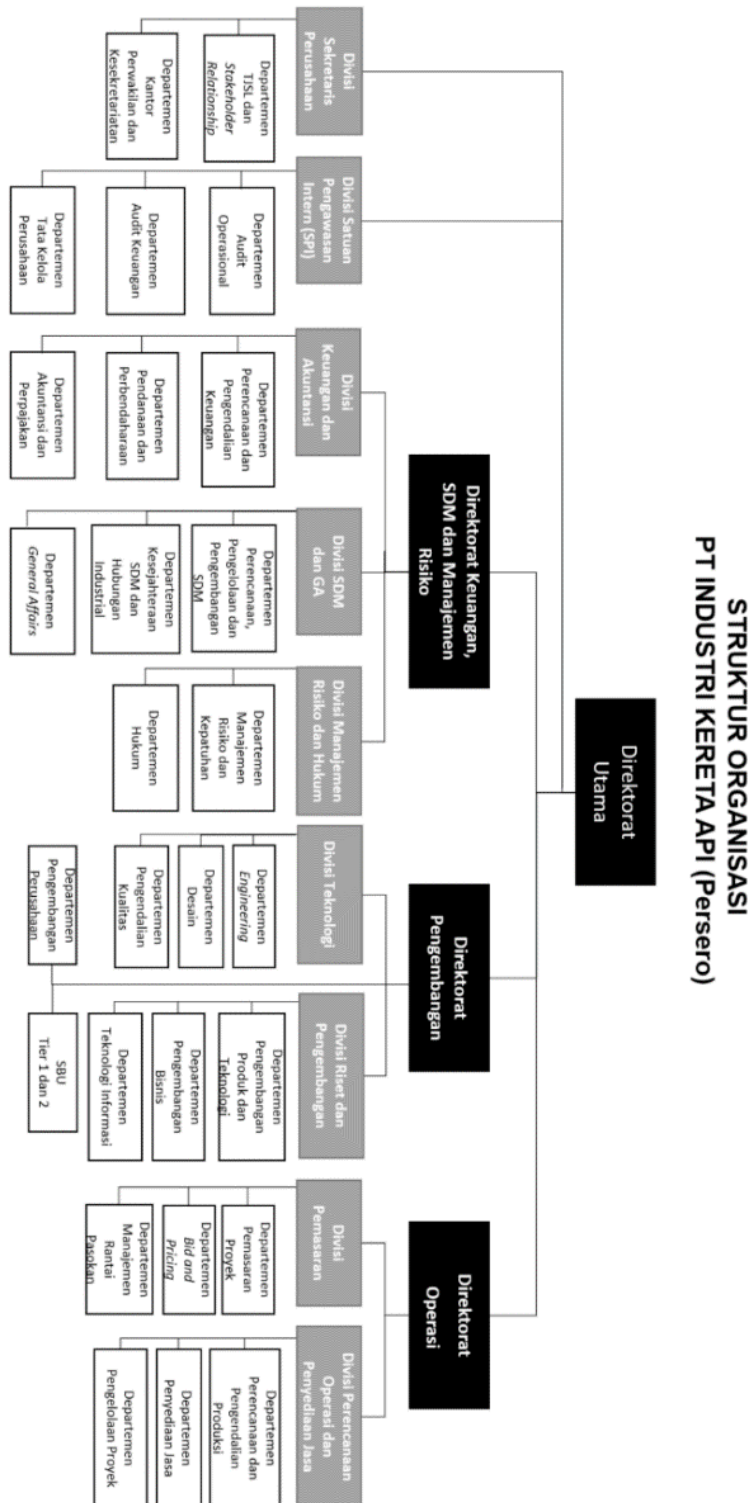 STRUKTUR ORGANISASI
PT INDUSTRI KERETA API (Persero)
Direktorat
Utama
Direktorat Keuangan,
SDM dan Manajemen
Risiko
Direktorat
Pengembangan
Direktorat
Operasi
Divisi
Sekretaris
Perusahaan
Departemen
TJSL dan
Stakeholder
Relationship
Departemen
Kantor
Perwakilan dan
Kesekretariatan
Divisi Satuan
Pengawasan
Intern (SPI)
Departemen
Audit
Operasional
Departemen
Audit Keuangan
Departemen
Tata Kelola
Perusahaan
Divisi
Keuangan dan
Akuntansi
Departemen
Perencanaan dan
Pengendalian
Keuangan
Departemen
Pendanaan dan
Perbendaharaan
Departemen
Akuntansi dan
Perpajakan
Divisi SDM
dan GA
Departemen
Perencanaan,
Pengelolaan dan
Pengembangan
SDM
Departemen
Kesejahteraan
SDM dan
Hubungan
Industrial
Departemen
General Affairs
Divisi Manajemen
Risiko dan Hukum
Departemen
Manajemen
Risiko dan
Kepatuhan
Departemen
Hukum
Divisi Teknologi
Departemen
Engineering
Departemen
Desain
Departemen
Pengendalian
Kualitas
Departemen
Pengembangan
Perusahaan
Divisi Riset dan
Pengembangan
Departemen
Pengembangan
Produk dan
Teknologi
Departemen
Pengembangan
Bisnis
Departemen
Teknologi Informasi
SBU
Tier 1 dan 2
Divisi
Pemasaran
Departemen
Pemasaran
Proyek
Departemen
Bid and
Pricing
Departemen
Manajemen
Rantai
Pasokan
Divisi Perencanaan
Operasi dan
Penyediaan Jasa
Departemen
Perencanaan dan
Pengendalian
Produksi
Departemen
Penyediaan Jasa
Departemen
Pengelolaan Proyek